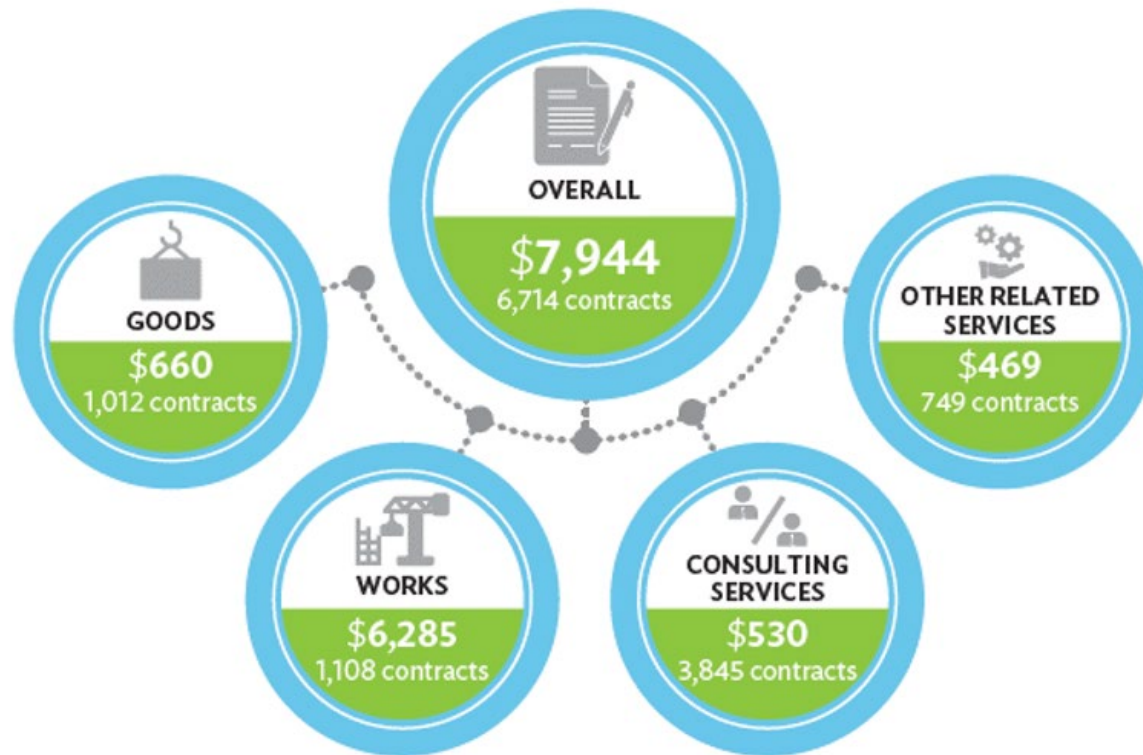 OVERALL
$7,944
6,714 contracts
GOODS
$660
1,012 contracts
OTHER RELATED
SERVICES
$469
749 contracts
WORKS
$6,285
1,108 contracts
CONSULTING
SERVICES
$530
3,845 contracts